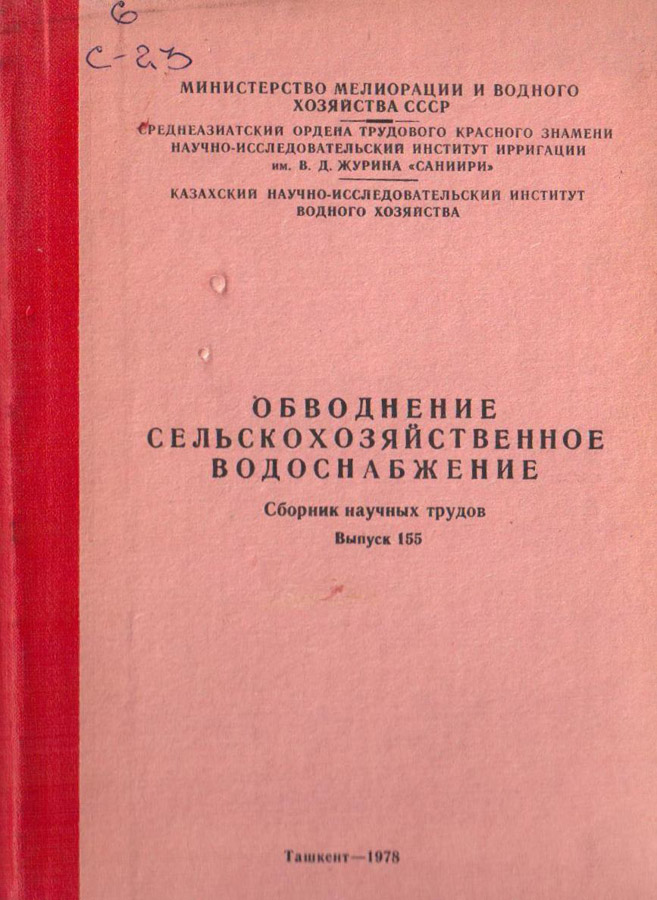 6
С-23
МИНИСТЕРСТВО МЕЛИОРАЦИИ И ВОДНОГО
ХОЗЯЙСТВА СССР
СРЕДНЕАЗИАТСКИЙ ОРДЕНА ТРУДОВОГО КРАСНОГО ЗНАМЕНИ
НАУЧНО-ИССЛЕДОВАТЕЛЬСКИЙ ИНСТИТУТ ИРРИГАЦИИ
им. В. Д. ЖУРИНА «САНИИРИ»
КАЗАХСКИЙ НАУЧНО-ИССЛЕДОВАТЕЛЬСКИЙ ИНСТИТУТ
ВОДНОГО ХОЗЯЙСТВА
ОБВОДНЕНИЕ
СЕЛЬСКОХОЗЯЙСТВЕННОЕ
ВОДОСНАБЖЕНИЕ
Сборник научных трудов
Выпуск 155
Ташкент—1978